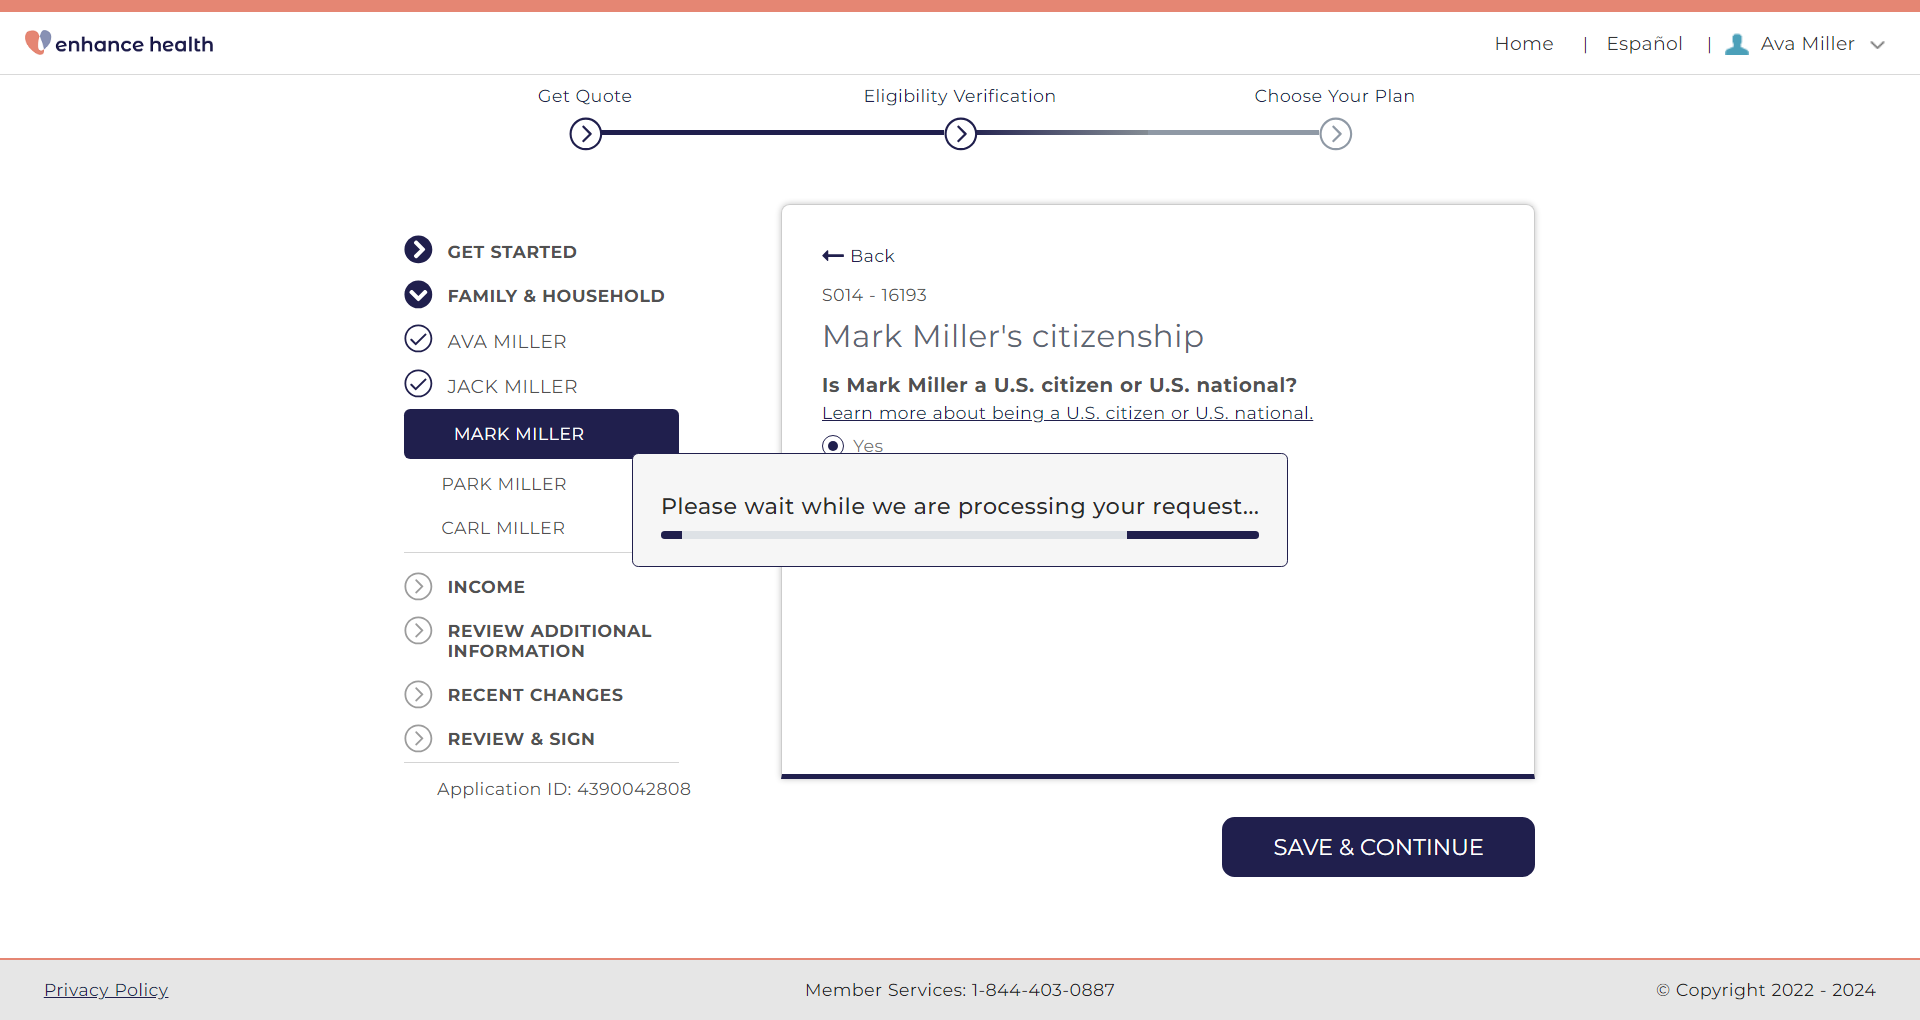 enhance health
Home | Español | Ava Miller
Get Quote
Eligibility Verification
Choose Your Plan
GET STARTED
FAMILY & HOUSEHOLD
AVA MILLER
JACK MILLER
MARK MILLER
PARK MILLER
CARL MILLER
INCOME
REVIEW ADDITIONAL
INFORMATION
RECENT CHANGES
REVIEW & SIGN
Application ID: 4390042808
Back
S014 - 16193
Mark Miller's citizenship
Is Mark Miller a U.S. citizen or U.S. national?
Learn more about being a U.S. citizen or U.S. national.
Yes
Please wait while we are processing your request...
SAVE & CONTINUE
Privacy Policy
Member Services: 1-844-403-0887
© Copyright 2022 - 2024